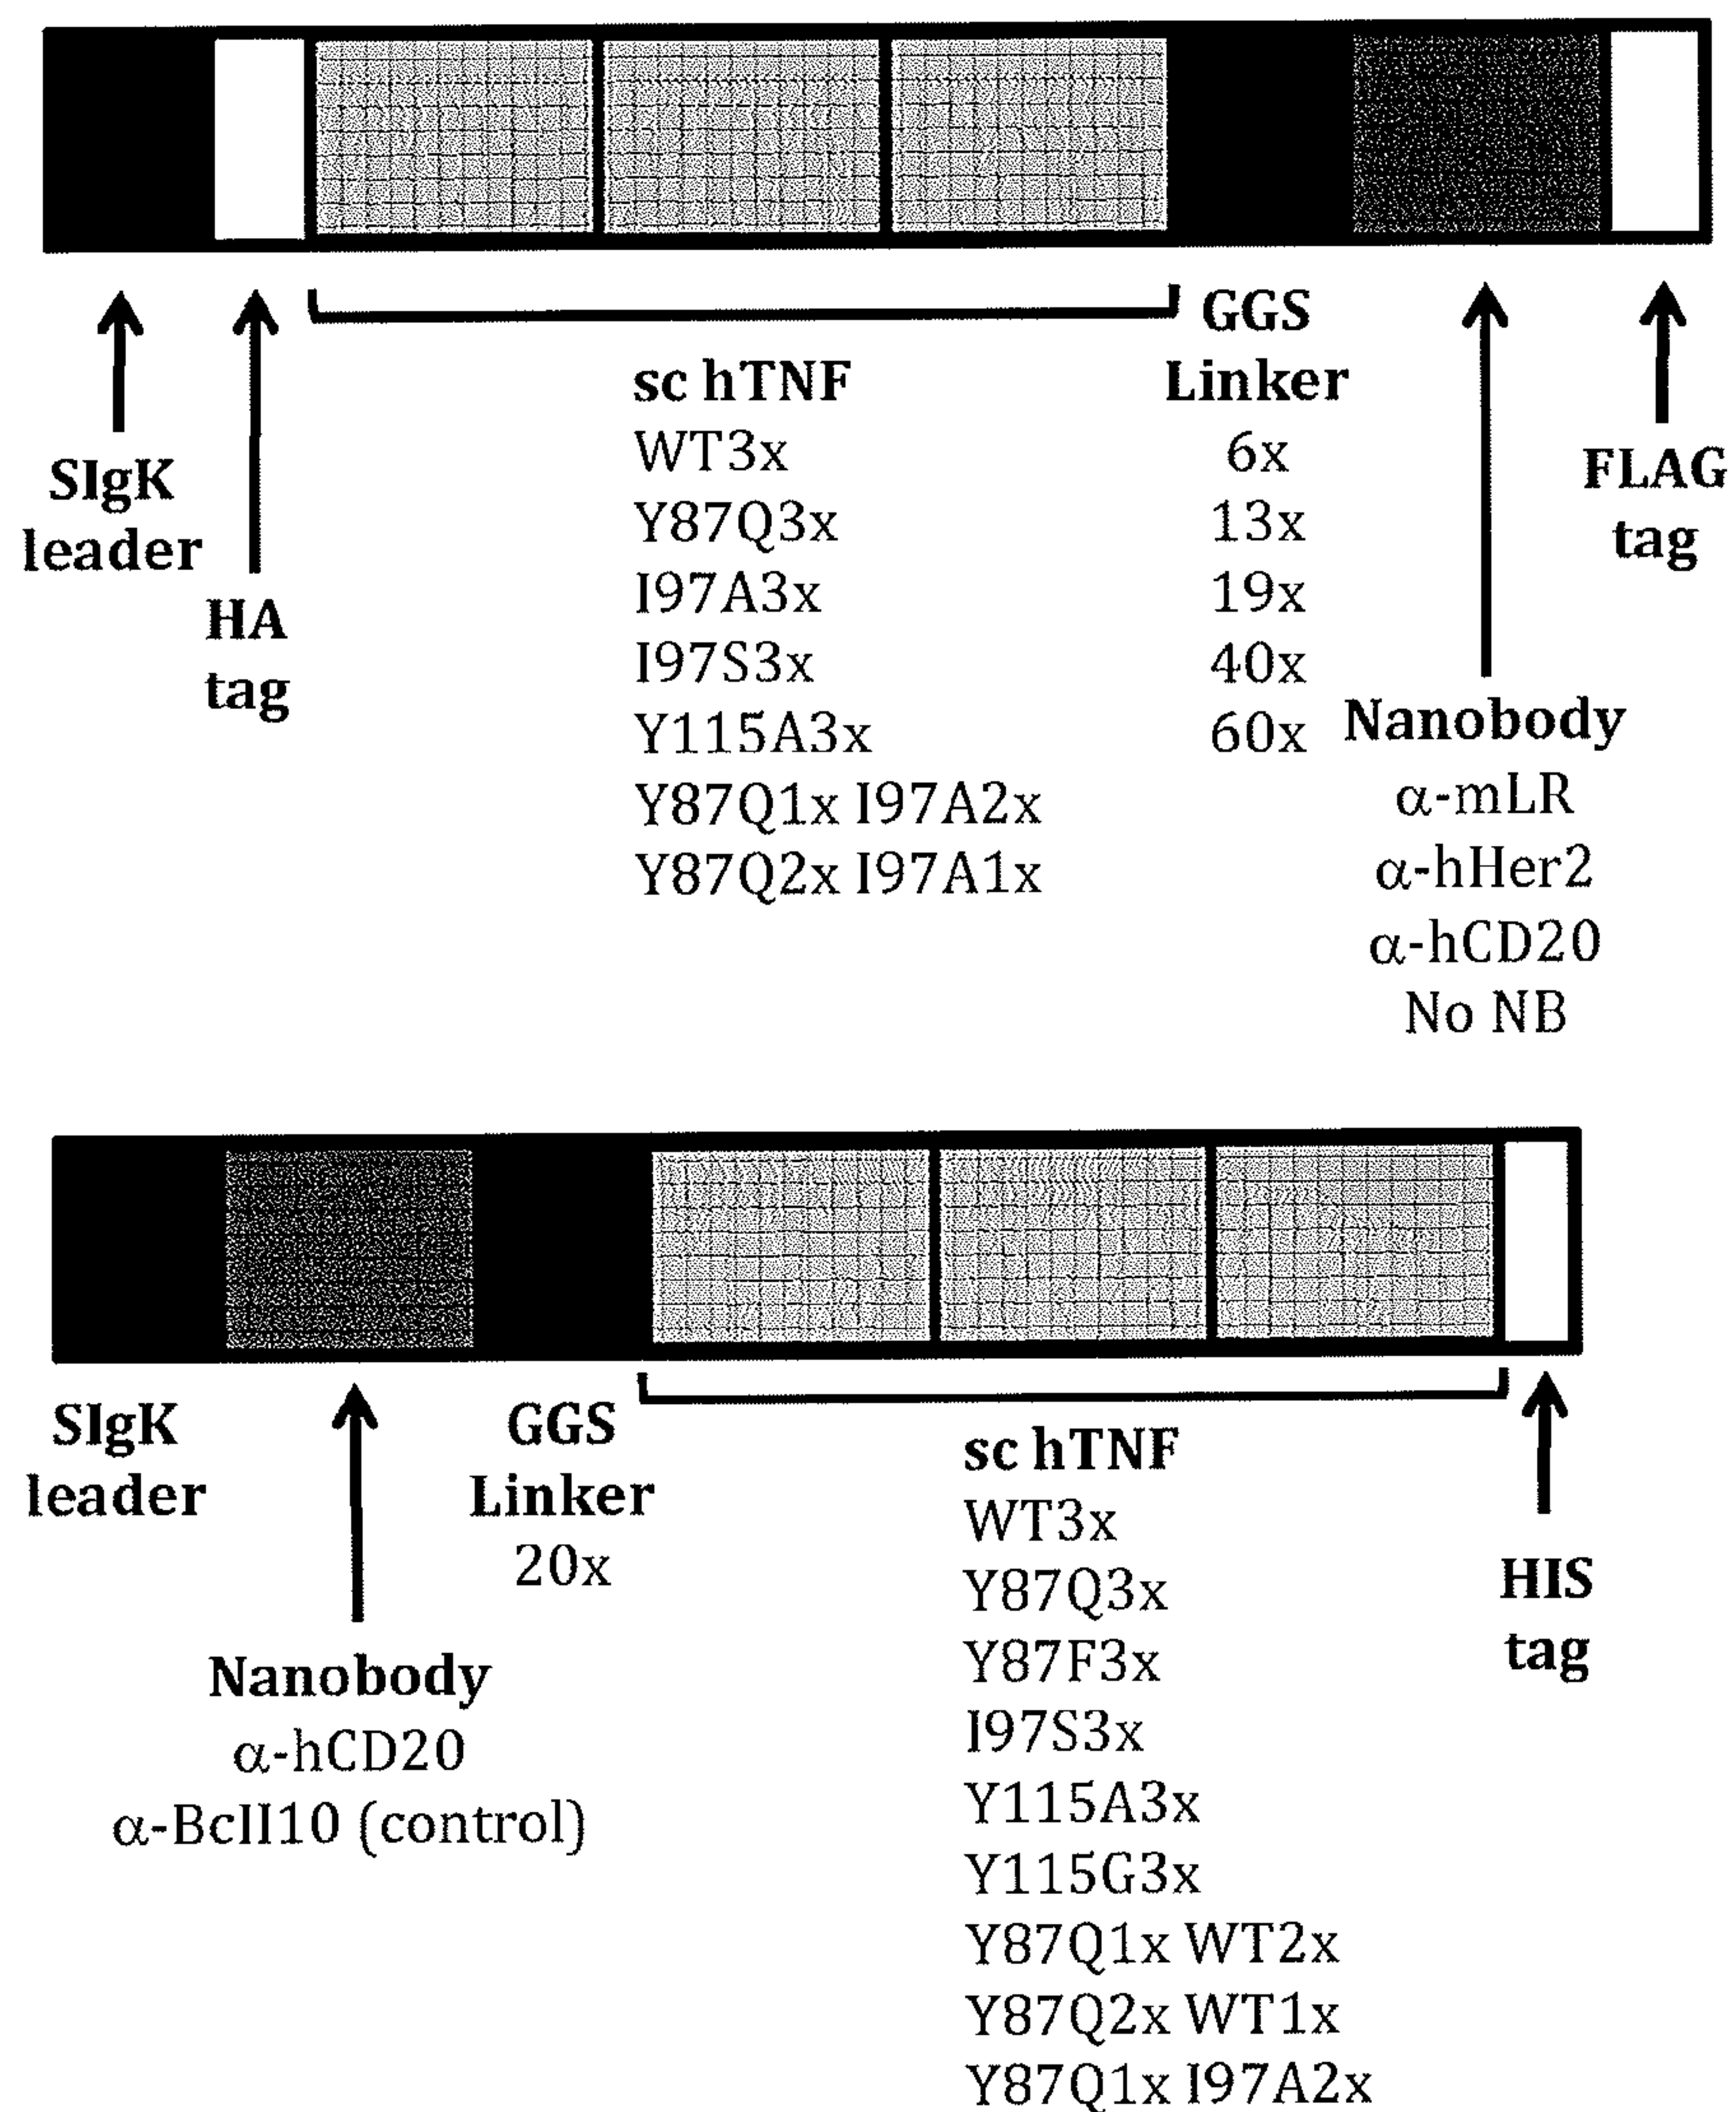 SIgK
leader
HA
tag
sc hTNF
WT3x
Y87Q3x
I97A3x
I97S3x
Y115A3x
Y87Q1x I97A2x
Y87Q2x I97A1x
GGS
Linker
6x
13x
19x
40x
60x
Nanobody
α-mLR
α-hHer2
α-hCD20
No NB
FLAG
tag
SIgK
leader
Nanobody
α-hCD20
α-BcII10 (control)
GGS
Linker
20x
sc hTNF
WT3x
Y87Q3x
Y87F3x
I97S3x
Y115A3x
Y115G3x
Y87Q1x WT2x
Y87Q2x WT1x
Y87Q1x I97A2x
HIS
tag